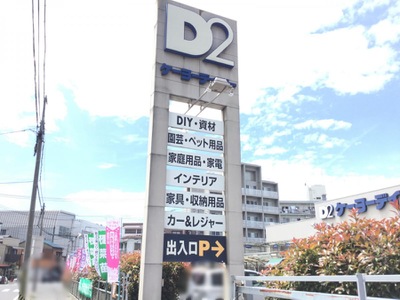 D2
ケーヨーデイツー
DIY・資材
園芸・ペット用品
家庭用品・家電
インテリア
家具・収納用品
カー&レジャー
出入口P→
D2 ケーヨーデイ